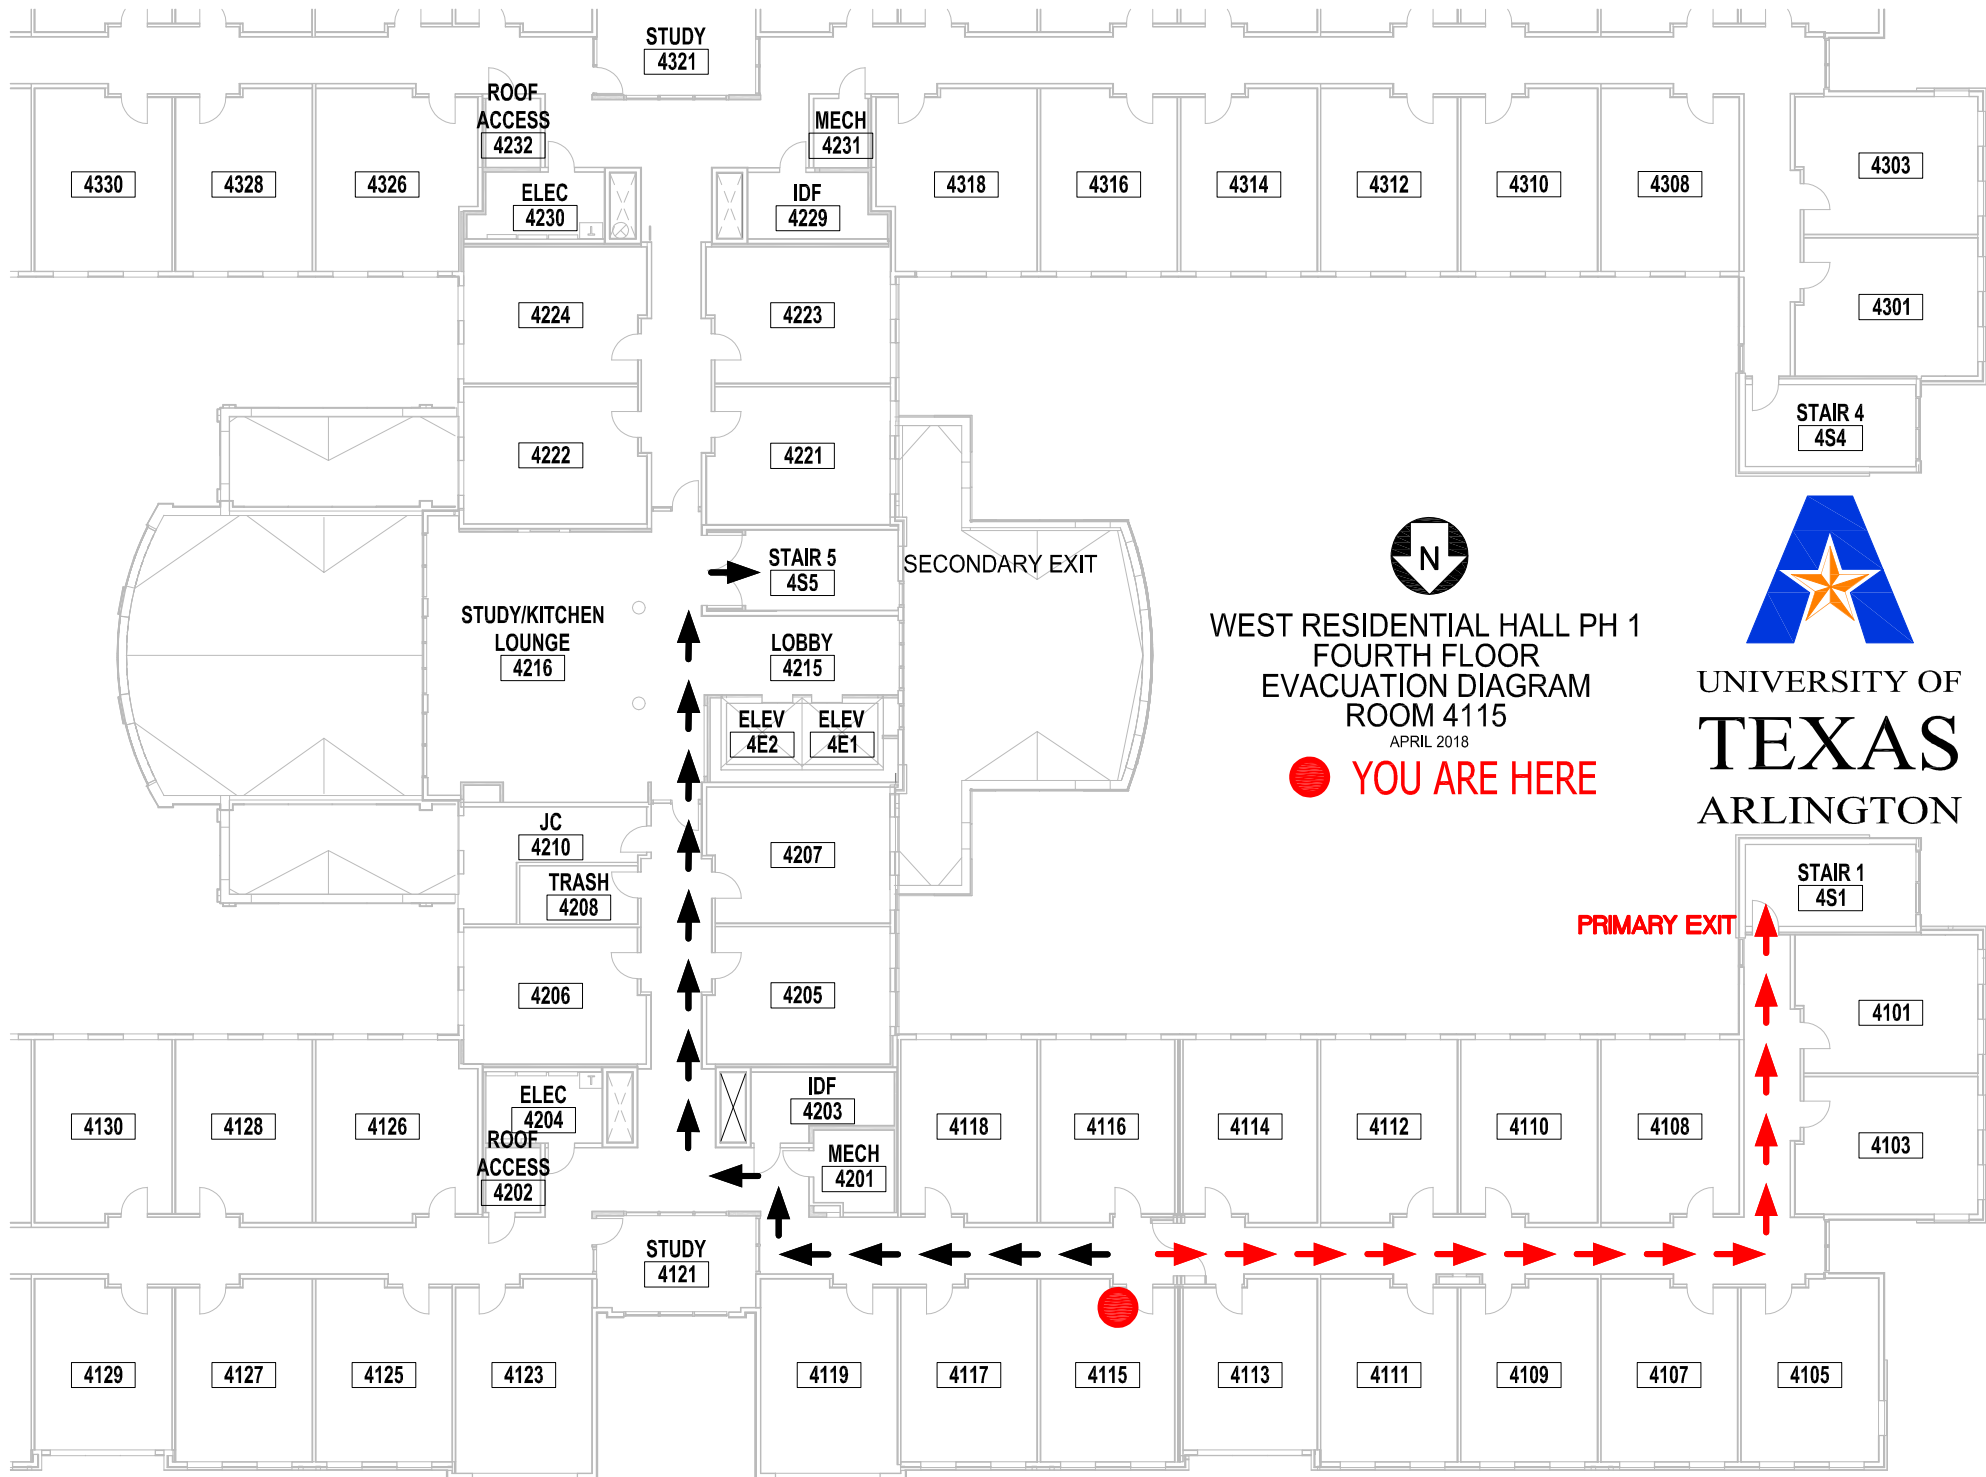 STUDY
4321
ROOF
ACCESS
4232
MECH
4231
4330
4328
4326
ELEC
4230
IDF
4229
4318
4316
4314
4312
4310
4308
4303
4301
4224
4223
4222
4221
STAIR 4
4S4
STAIR 5
4S5
SECONDARY EXIT
N
STUDY/KITCHEN
LOUNGE
4216
LOBBY
4215
ELEV
4E2
ELEV
4E1
WEST RESIDENTIAL HALL PH 1
FOURTH FLOOR
EVACUATION DIAGRAM
ROOM 4115
APRIL 2018
YOU ARE HERE
UNIVERSITY OF
TEXAS
ARLINGTON
JC
4210
TRASH
4208
4207
STAIR 1
4S1
PRIMARY EXIT
4206
4205
4101
4103
ELEC
4204
T
ROOF
ACCESS
4202
IDF
4203
MECH
4201
4130
4128
4126
4118
4116
4114
4112
4110
4108
STUDY
4121
4129
4127
4125
4123
4119
4117
4115
4113
4111
4109
4107
4105